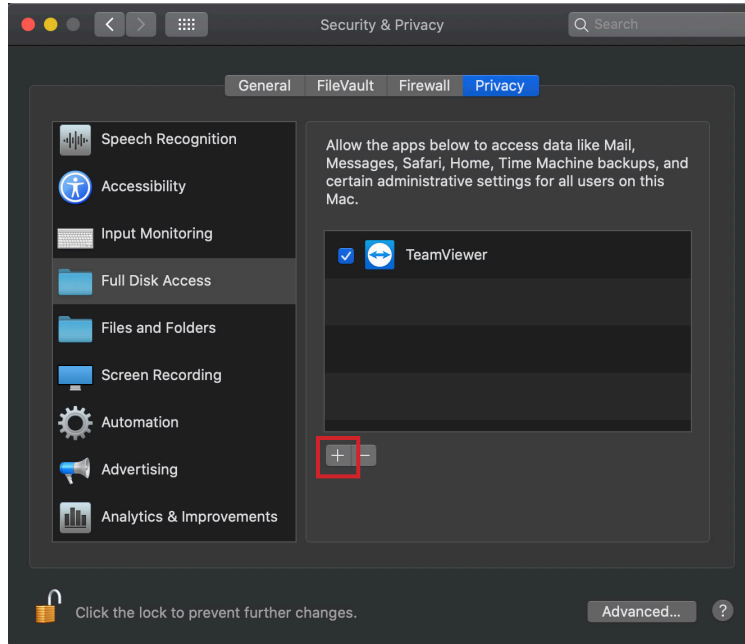 Security & Privacy
Search
General
FileVault
Firewall
Privacy
Speech Recognition
Accessibility
Input Monitoring
Full Disk Access
Files and Folders
Screen Recording
Automation
Advertising
Analytics & Improvements
Allow the apps below to access data like Mail,
Messages, Safari, Home, Time Machine backups, and
certain administrative settings for all users on this
Mac.
TeamViewer
+ −
Click the lock to prevent further changes.
Advanced...
?